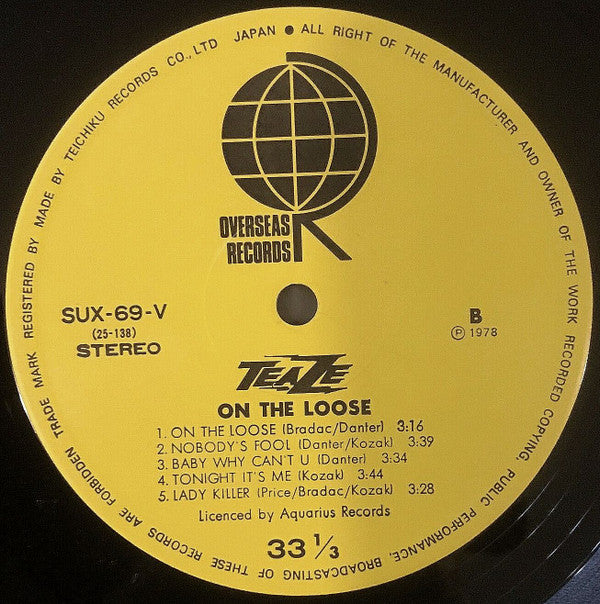 TRADE MARK REGISTERED BY MADE BY TEICHIKU RECORDS CO., LTD JAPAN ● ALL RIGHT OF THE MANUFACTURER AND OWNER OF THE WORK RECORDED COPYING, PUBLIC PERFORMANCE, BROADCASTING OF THESE RECORDS ARE FORBIDDEN
OVERSEAS
RECORDS
SUX-69-V
(25-138)
STEREO
B
Ⓟ 1978
TEAZE
ON THE LOOSE
1. ON THE LOOSE (Bradac/Danter) 3:16
2. NOBODY'S FOOL (Danter/Kozak) 3:39
3. BABY WHY CAN'T U (Danter) 3:34
4. TONIGHT IT'S ME (Kozak) 3:44
5. LADY KILLER (Price/Bradac/Kozak) 3:28
Licenced by Aquarius Records
33 1/3